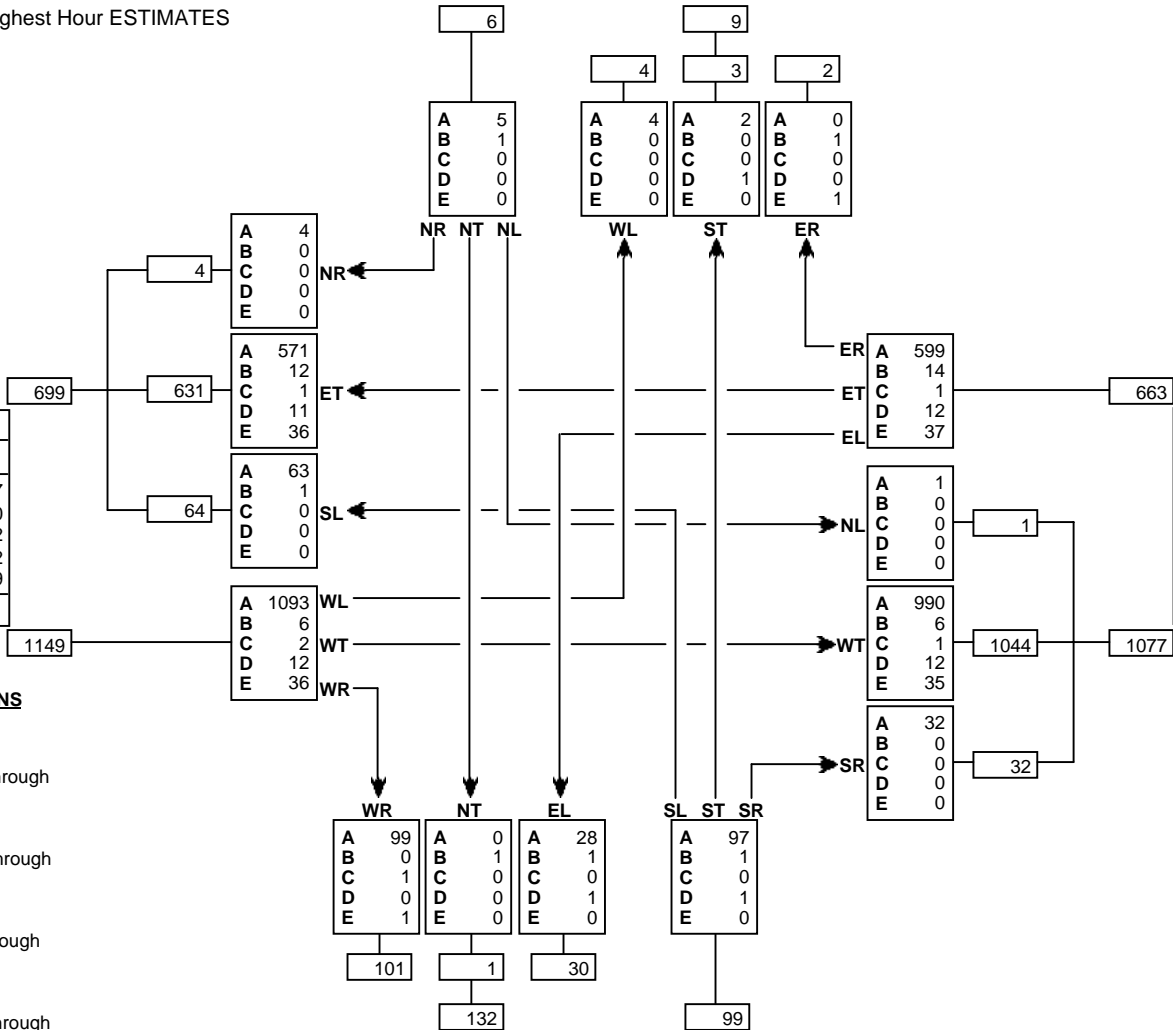 ghest Hour ESTIMATES
6
9
4
3
2
A 5
B 1
C 0
D 0
E 0
A 4
B 0
C 0
D 0
E 0
A 2
B 0
C 0
D 1
E 0
A 0
B 1
C 0
D 0
E 1
NR NT NL
WL
ST
ER
4
A 4
B 0
C 0
D 0
E 0
NR
699
631
A 571
B 12
C 1
D 11
E 36
ET
ER
ET
EL
A 599
B 14
C 1
D 12
E 37
663
64
A 63
B 1
C 0
D 0
E 0
SL
NL
A 1
B 0
C 0
D 0
E 0
1
1149
A 1093
B 6
C 2
D 12
E 36
WL
WT
WR
WT
A 990
B 6
C 1
D 12
E 35
1044
1077
NS
rough
SR
A 32
B 0
C 0
D 0
E 0
32
WR
NT
EL
SL ST SR
hrough
A 99
B 0
C 1
D 0
E 1
A 0
B 1
C 0
D 0
E 0
A 28
B 1
C 0
D 1
E 0
A 97
B 1
C 0
D 1
E 0
ough
101
1
30
132
99
hrough